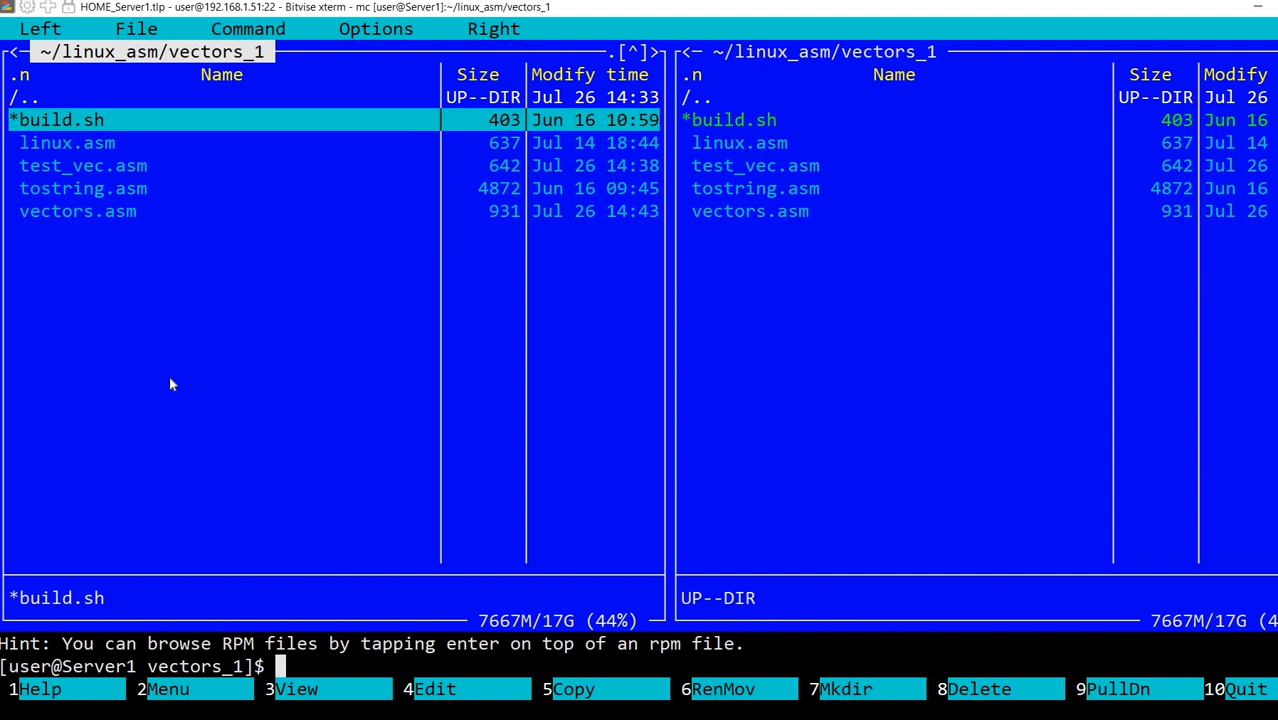 HOME_Server1.tlp - user@192.168.1.51:22 - Bitvise xterm - mc [user@Server1]:~/linux_asm/vectors_1
Left File Command Options Right
<─ ~/linux_asm/vectors_1 .[^]> <─ ~/linux_asm/vectors_1
.n Name Size Modify time .n Name Size Modify
/.. UP--DIR Jul 26 14:33 /.. UP--DIR Jul 26
*build.sh 403 Jun 16 10:59 *build.sh 403 Jun 16
linux.asm 637 Jul 14 18:44 linux.asm 637 Jul 14
test_vec.asm 642 Jul 26 14:38 test_vec.asm 642 Jul 26
tostring.asm 4872 Jun 16 09:45 tostring.asm 4872 Jun 16
vectors.asm 931 Jul 26 14:43 vectors.asm 931 Jul 26
*build.sh UP--DIR
7667M/17G (44%) 7667M/17G (4
Hint: You can browse RPM files by tapping enter on top of an rpm file.
[user@Server1 vectors_1]$
1Help 2Menu 3View 4Edit 5Copy 6RenMov 7Mkdir 8Delete 9PullDn 10Quit